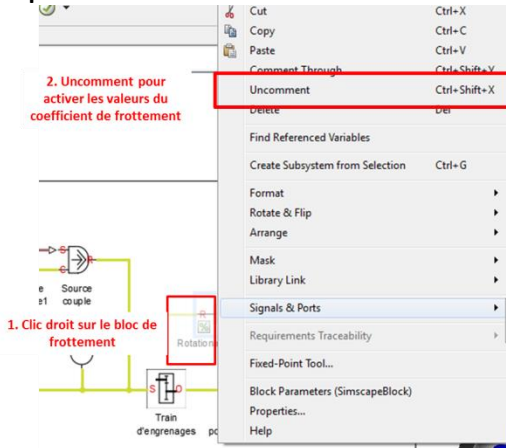 Cut Ctrl+X
Copy Ctrl+C
Paste Ctrl+V
Comment Through Ctrl+Shift+Y
2. Uncomment pour
activer les valeurs du
coefficient de frottement
Uncomment Ctrl+Shift+X
Delete Del
Find Referenced Variables
Create Subsystem from Selection Ctrl+G
Format
Rotate & Flip
Arrange
Mask
Library Link
Signals & Ports
Requirements Traceability
Fixed-Point Tool...
Block Parameters (SimscapeBlock)
Properties...
Help
S
R
C
Source
couple
1. Clic droit sur le bloc de
frottement
R
S O
Train
d'engrenages